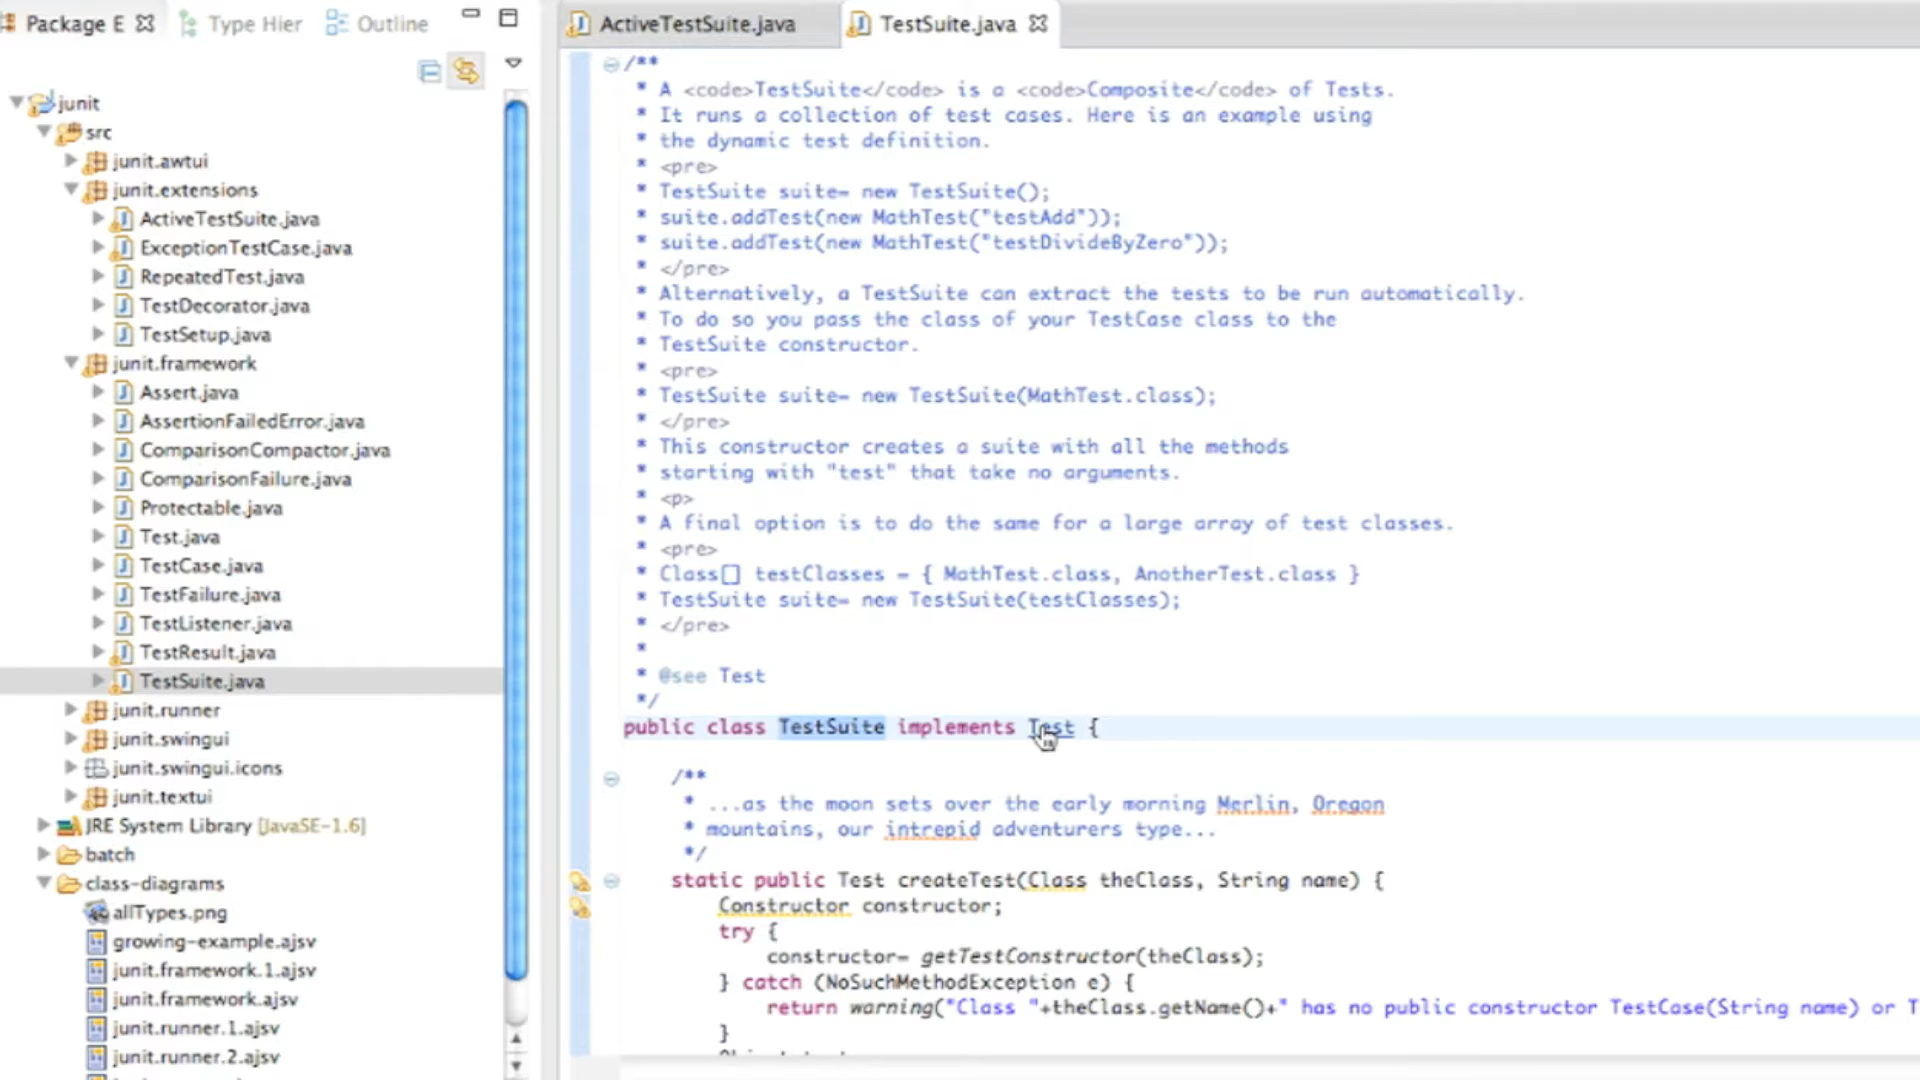 Package E
Type Hier
Outline
junit
src
junit.awtui
junit.extensions
ActiveTestSuite.java
ExceptionTestCase.java
RepeatedTest.java
TestDecorator.java
TestSetup.java
junit.framework
Assert.java
AssertionFailedError.java
ComparisonCompactor.java
ComparisonFailure.java
Protectable.java
Test.java
TestCase.java
TestFailure.java
TestListener.java
TestResult.java
TestSuite.java
junit.runner
junit.swingui
junit.swingui.icons
junit.textui
JRE System Library [JavaSE-1.6]
batch
class-diagrams
allTypes.png
growing-example.ajsv
junit.framework.1.ajsv
junit.framework.ajsv
junit.runner.1.ajsv
junit.runner.2.ajsv
ActiveTestSuite.java
TestSuite.java
/**
* A <code>TestSuite</code> is a <code>Composite</code> of Tests.
* It runs a collection of test cases. Here is an example using
* the dynamic test definition.
* <pre>
* TestSuite suite= new TestSuite();
* suite.addTest(new MathTest("testAdd"));
* suite.addTest(new MathTest("testDivideByZero"));
* </pre>
* Alternatively, a TestSuite can extract the tests to be run automatically.
* To do so you pass the class of your TestCase class to the
* TestSuite constructor.
* <pre>
* TestSuite suite= new TestSuite(MathTest.class);
* </pre>
* This constructor creates a suite with all the methods
* starting with "test" that take no arguments.
* <p>
* A final option is to do the same for a large array of test classes.
* <pre>
* Class[] testClasses = { MathTest.class, AnotherTest.class }
* TestSuite suite= new TestSuite(testClasses);
* </pre>
*
* @see Test
*/
public class TestSuite implements Test {
/**
* ...as the moon sets over the early morning Merlin, Oregon
* mountains, our intrepid adventurers type...
*/
static public Test createTest(Class theClass, String name) {
Constructor constructor;
try {
constructor= getTestConstructor(theClass);
} catch (NoSuchMethodException e) {
return warning("Class "+theClass.getName()+" has no public constructor TestCase(String name) or T
}